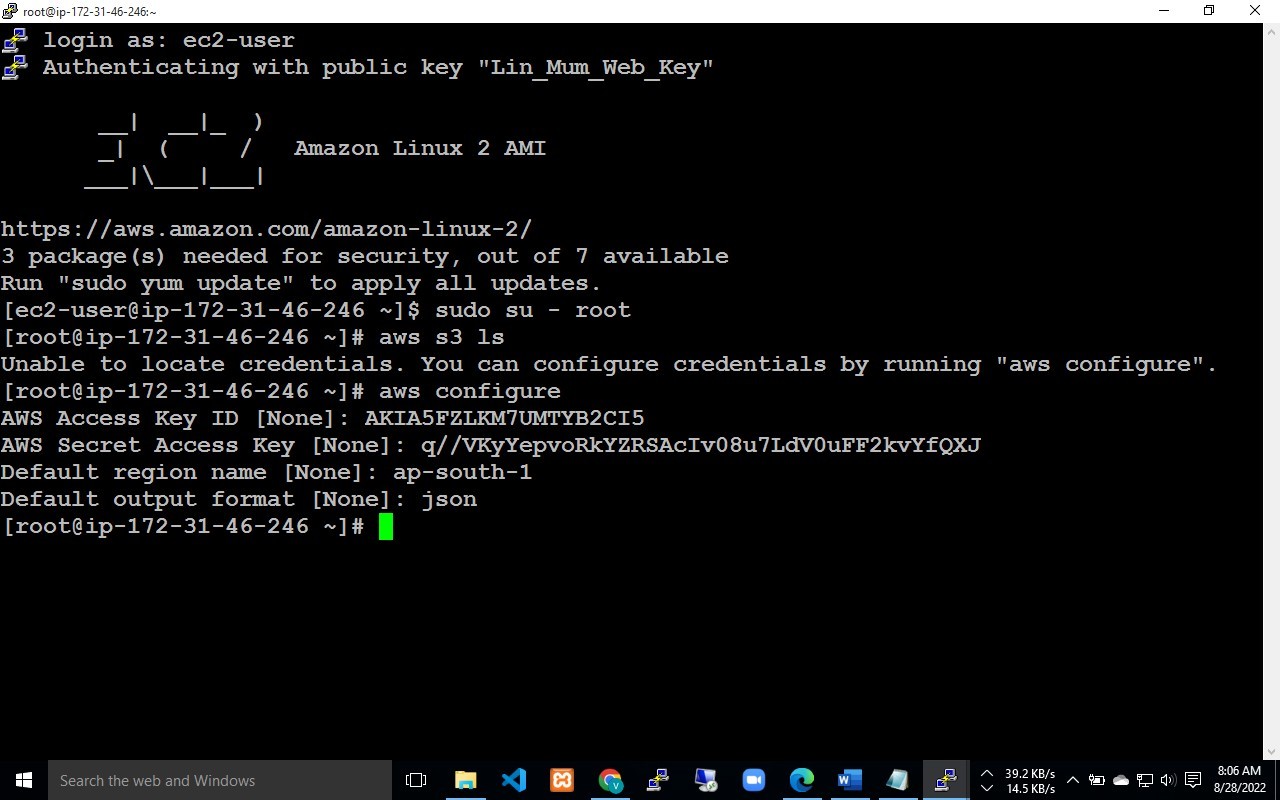 root@ip-172-31-46-246:~
login as: ec2-user
Authenticating with public key "Lin_Mum_Web_Key"
__|  __|_  )
_|  (     /   Amazon Linux 2 AMI
___|\___|___|
https://aws.amazon.com/amazon-linux-2/
3 package(s) needed for security, out of 7 available
Run "sudo yum update" to apply all updates.
[ec2-user@ip-172-31-46-246 ~]$ sudo su - root
[root@ip-172-31-46-246 ~]# aws s3 ls
Unable to locate credentials. You can configure credentials by running "aws configure".
[root@ip-172-31-46-246 ~]# aws configure
AWS Access Key ID [None]: AKIA5FZLKM7UMTYB2CI5
AWS Secret Access Key [None]: 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
Default region name [None]: ap-south-1
Default output format [None]: json
[root@ip-172-31-46-246 ~]#
Search the web and Windows
39.2 KB/s
14.5 KB/s
8:06 AM
8/28/2022